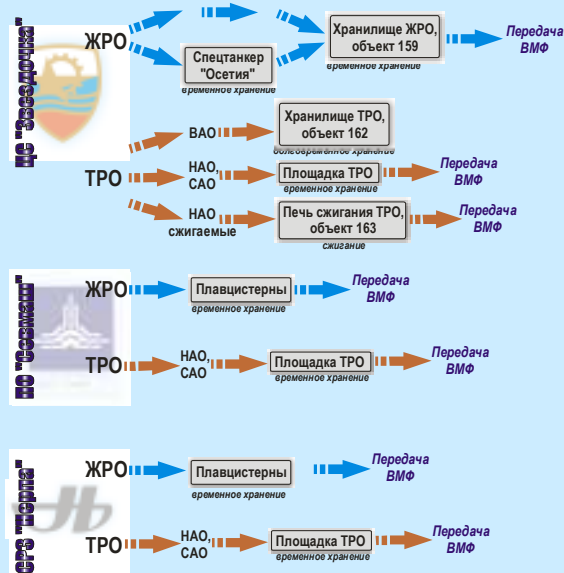 ЦС "Звездочка"
ЖРО
Спецтанкер
"Осетия"
временное хранение
Хранилище ЖРО,
объект 159
временное хранение
Передача
ВМФ
ТРО
ВАО
Хранилище ТРО,
объект 162
долговременное хранение
НАО,
САО
Площадка ТРО
временное хранение
Передача
ВМФ
НАО
сжигаемые
Печь сжигания ТРО,
объект 163
сжигание
Передача
ВМФ
ПО "Севмаш"
ЖРО
Плавцистерны
временное хранение
Передача
ВМФ
ТРО
НАО,
САО
Площадка ТРО
временное хранение
Передача
ВМФ
СРЗ "Нерпа"
ЖРО
Плавцистерны
временное хранение
Передача
ВМФ
ТРО
НАО,
САО
Площадка ТРО
временное хранение
Передача
ВМФ